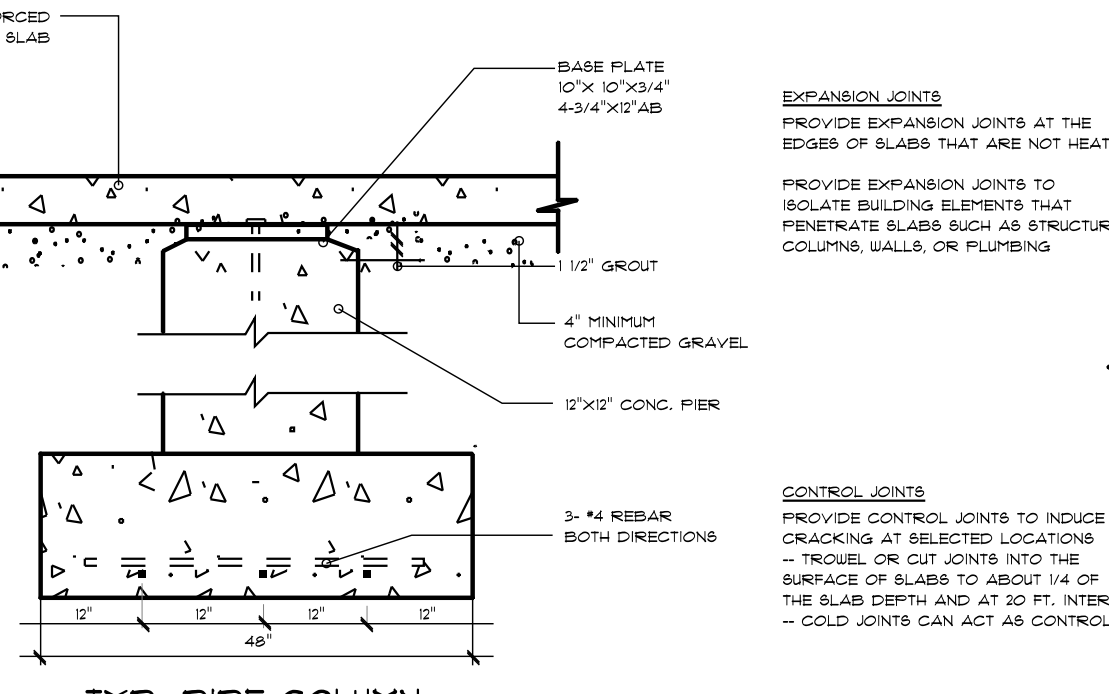 SLAB
BASE PLATE
10"X 10"X3/4"
4-3/4"X12"AB
1 1/2" GROUT
4" MINIMUM
COMPACTED GRAVEL
12"X12" CONC. PIER
3- #4 REBAR
BOTH DIRECTIONS
12" 12" 12" 12"
48"
PIPE COLUMN
EXPANSION JOINTS
PROVIDE EXPANSION JOINTS AT THE
EDGES OF SLABS THAT ARE NOT HEAT
PROVIDE EXPANSION JOINTS TO
ISOLATE BUILDING ELEMENTS THAT
PENETRATE SLABS SUCH AS STRUCTUR
COLUMNS, WALLS, OR PLUMBING
CONTROL JOINTS
PROVIDE CONTROL JOINTS TO INDUCE
CRACKING AT SELECTED LOCATIONS
-- TROWEL OR CUT JOINTS INTO THE
SURFACE OF SLABS TO ABOUT 1/4 OF
THE SLAB DEPTH AND AT 20 FT. INTER
-- COLD JOINTS CAN ACT AS CONTROL